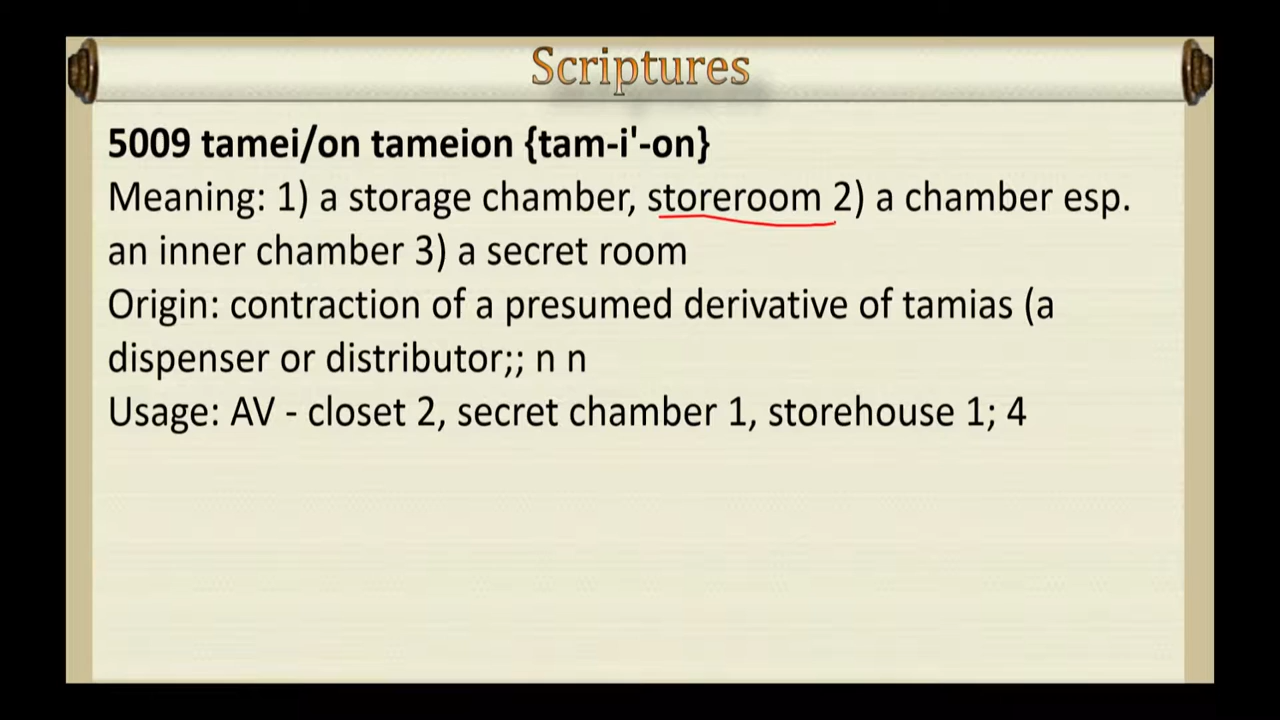 Scriptures
5009 tamei/on tameion {tam-i'-on}
Meaning: 1) a storage chamber, storeroom 2) a chamber esp.
an inner chamber 3) a secret room
Origin: contraction of a presumed derivative of tamias (a
dispenser or distributor;; n n
Usage: AV - closet 2, secret chamber 1, storehouse 1; 4